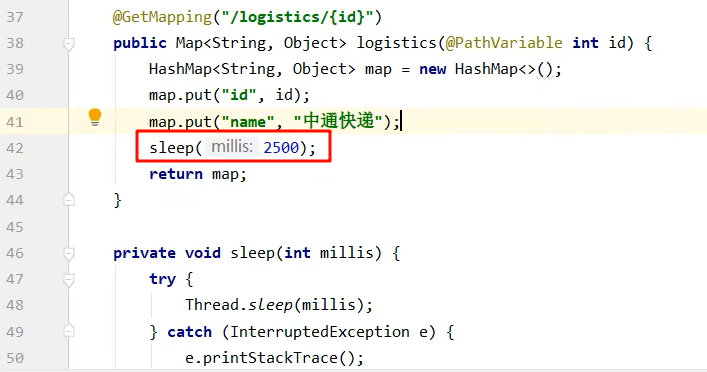 37 @GetMapping("/logistics/{id}")
38 public Map<String, Object> logistics(@PathVariable int id) {
39 HashMap<String, Object> map = new HashMap<>();
40 map.put("id", id);
41 map.put("name", "中通快递");
42 sleep( millis: 2500);
43 return map;
44 }
45
46 private void sleep(int millis) {
47 try {
48 Thread.sleep(millis);
49 } catch (InterruptedException e) {
50 e.printStackTrace();